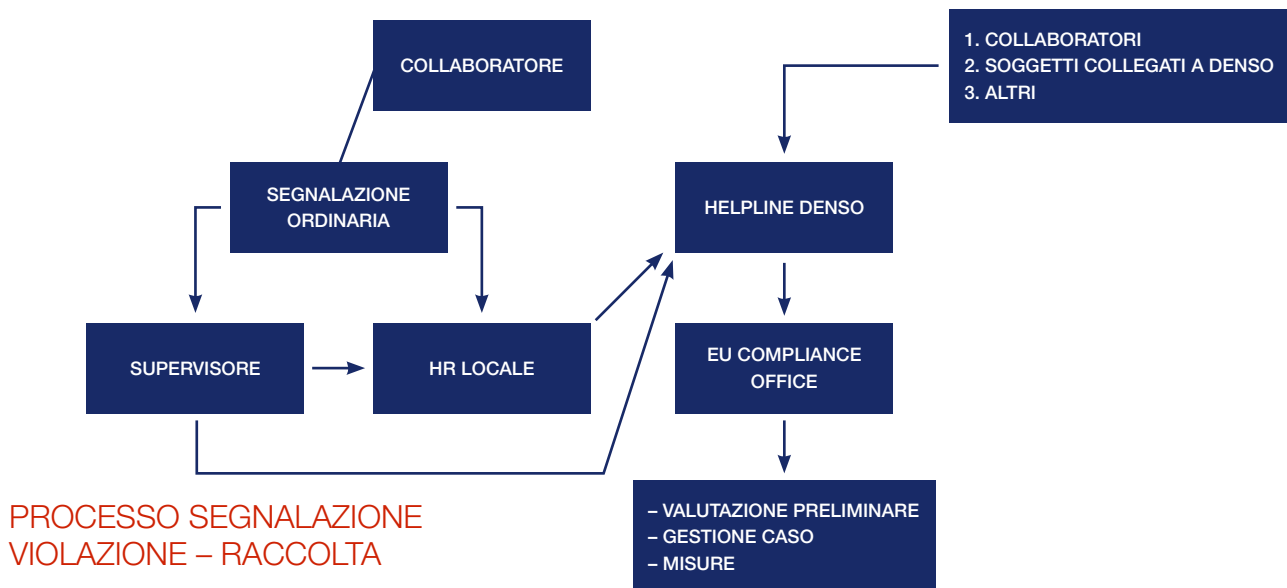 COLLABORATORE
1. COLLABORATORI
2. SOGGETTI COLLEGATI A DENSO
3. ALTRI
SEGNALAZIONE
ORDINARIA
HELPLINE DENSO
SUPERVISORE
HR LOCALE
EU COMPLIANCE
OFFICE
– VALUTAZIONE PRELIMINARE
– GESTIONE CASO
– MISURE
PROCESSO SEGNALAZIONE
VIOLAZIONE – RACCOLTA